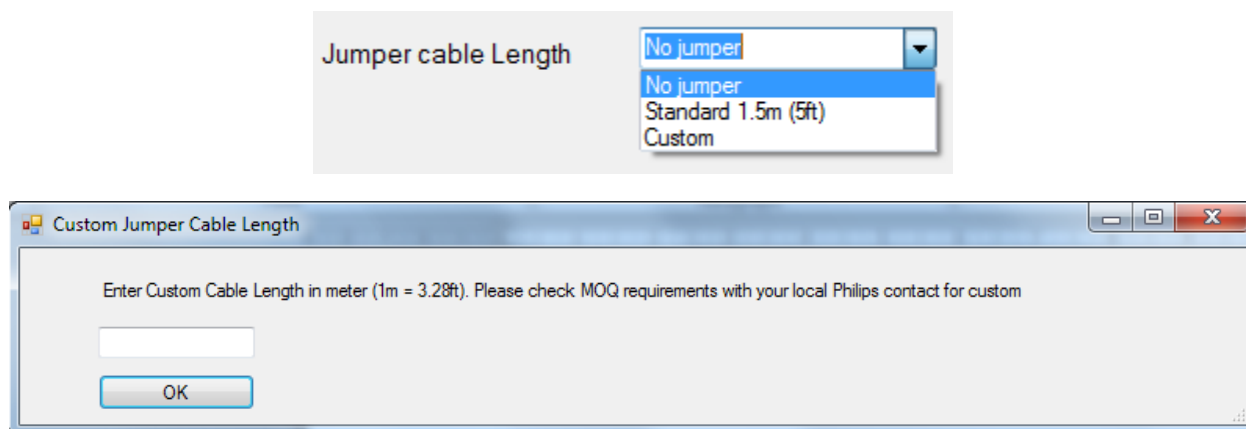 Jumper cable Length
No jumper
No jumper
Standard 1.5m (5ft)
Custom
Custom Jumper Cable Length
Enter Custom Cable Length in meter (1m = 3.28ft). Please check MOQ requirements with your local Philips contact for custom
OK